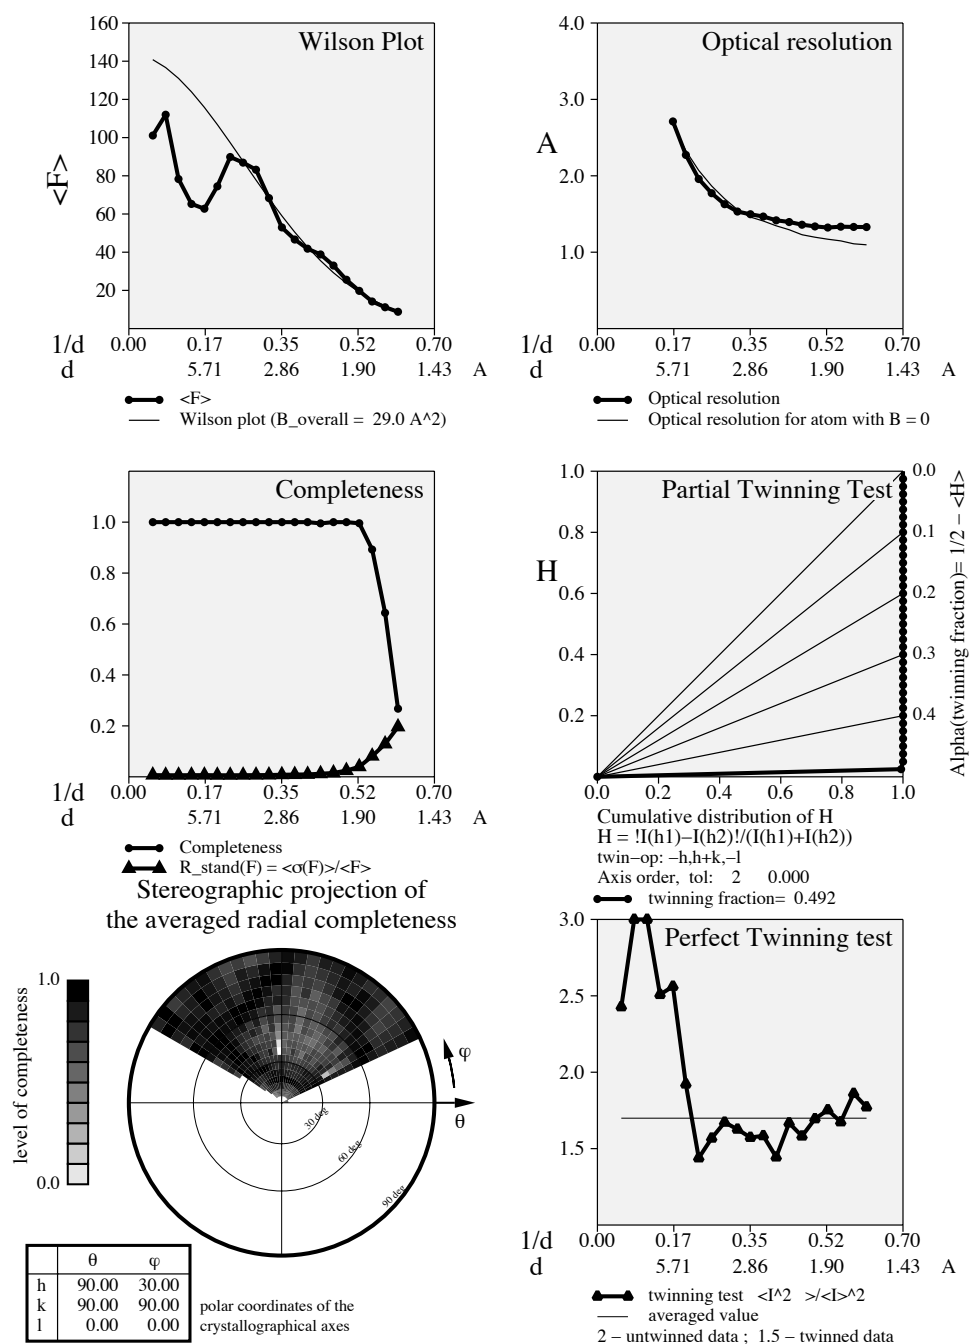 Wilson Plot
160
140
120
100
80
60
40
20
<F>
1/d
0.00 0.17 0.35 0.52 0.70
d
5.71 2.86 1.90 1.43 A
<F>
Wilson plot (B_overall = 29.0 A^2)
Optical resolution
4.0
3.0
2.0
1.0
A
0.00 0.17 0.35 0.52 0.70
5.71 2.86 1.90 1.43
Optical resolution
Optical resolution for atom with B = 0
Completeness
1.0
0.8
0.6
0.4
0.2
1/d
0.00 0.17 0.35 0.52 0.70
d
5.71 2.86 1.90 1.43 A
Completeness
R_stand(F) = <σ(F)>/<F>
Partial Twinning Test
1.0
0.8
0.6
0.4
0.2
H
0.0
0.1
0.2
0.3
0.4
Alpha(twinning fraction)= 1/2 − <H>
0.0 0.2 0.4 0.6 0.8 1.0
Cumulative distribution of H
H = !I(h1)−I(h2)!/(I(h1)+I(h2))
twin−op: −h,h+k,−l
Axis order, tol: 2 0.000
twinning fraction= 0.492
Stereographic projection of
the averaged radial completeness
level of completeness
1.0
0.0
φ
θ
30 deg
60 deg
90 deg
θ φ
h 90.00 30.00
k 90.00 90.00
l 0.00 0.00
polar coordinates of the
crystallographical axes
Perfect Twinning test
3.0
2.5
2.0
1.5
1/d
0.00 0.17 0.35 0.52 0.70
d
5.71 2.86 1.90 1.43 A
twinning test <I^2 >/<I>^2
averaged value
2 − untwinned data ; 1.5 − twinned data